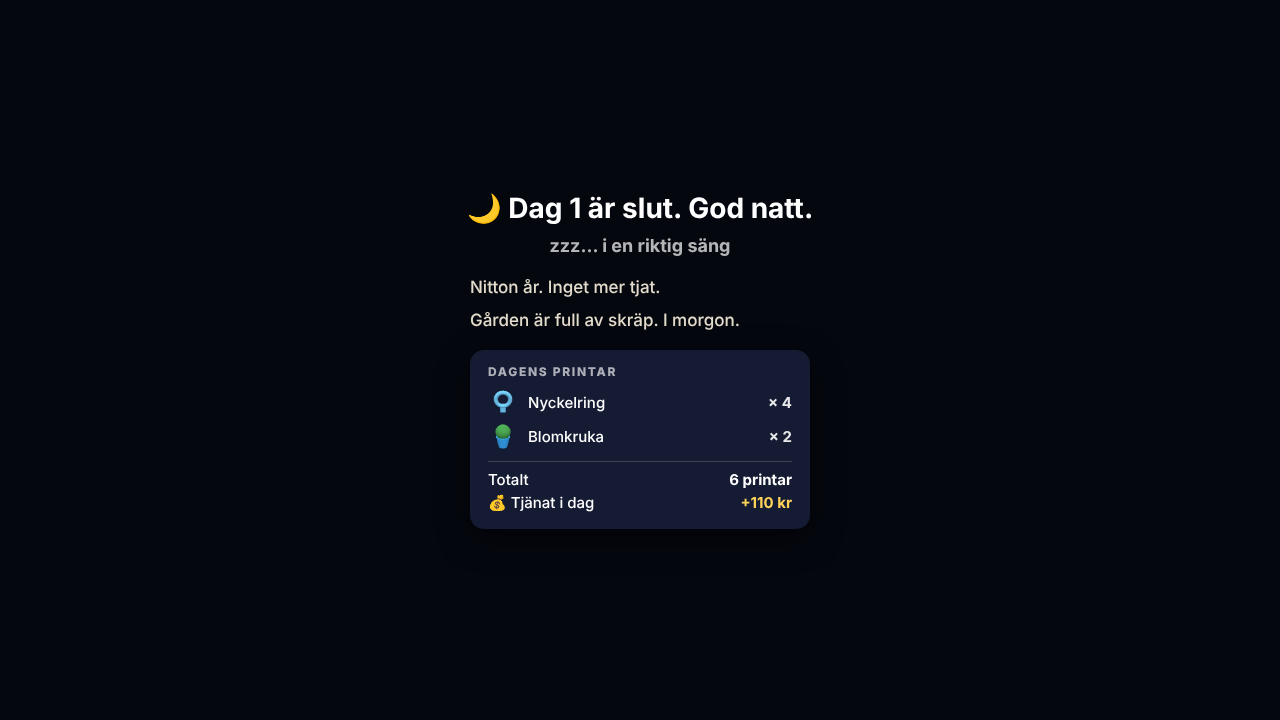 🌙 Dag 1 är slut. God natt.
zzz... i en riktig säng
Nitton år. Inget mer tjat.
Gården är full av skräp. I morgon.
DAGENS PRINTAR
Nyckelring × 4
Blomkruka × 2
Totalt 6 printar
💰 Tjänat i dag +110 kr